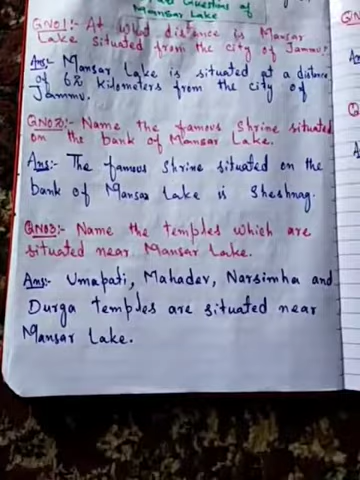 Questions of
Mansar Lake
QNO1:- At what distance is Mansar
Lake situated from the city of Jammu?
Ans:- Mansar Lake is situated at a distance
of 62 kilometers from the city of
Jammu.
QNO2:- Name the famous Shrine situated
on the bank of Mansar Lake.
Ans:- The famous Shrine situated on the
bank of Mansar Lake is Sheshnag.
QNO3:- Name the temples which are
situated near Mansar Lake.
Ans:- Umapati, Mahadev, Narsimha and
Durga temples are situated near
Mansar Lake.